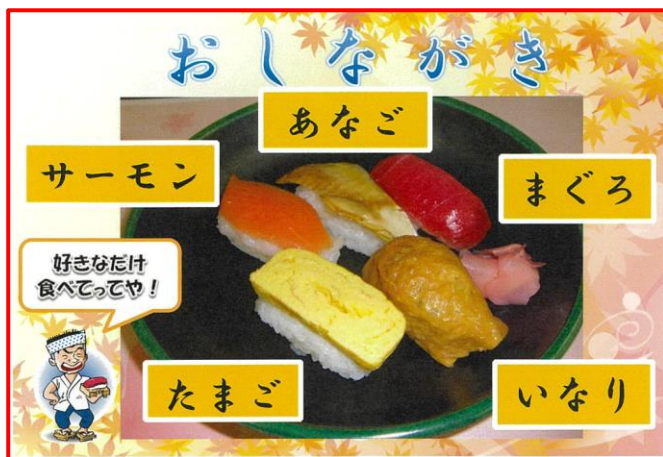 おしながき
あなご
サーモン
まぐろ
好きなだけ
食べてってや！
たまご
いなり